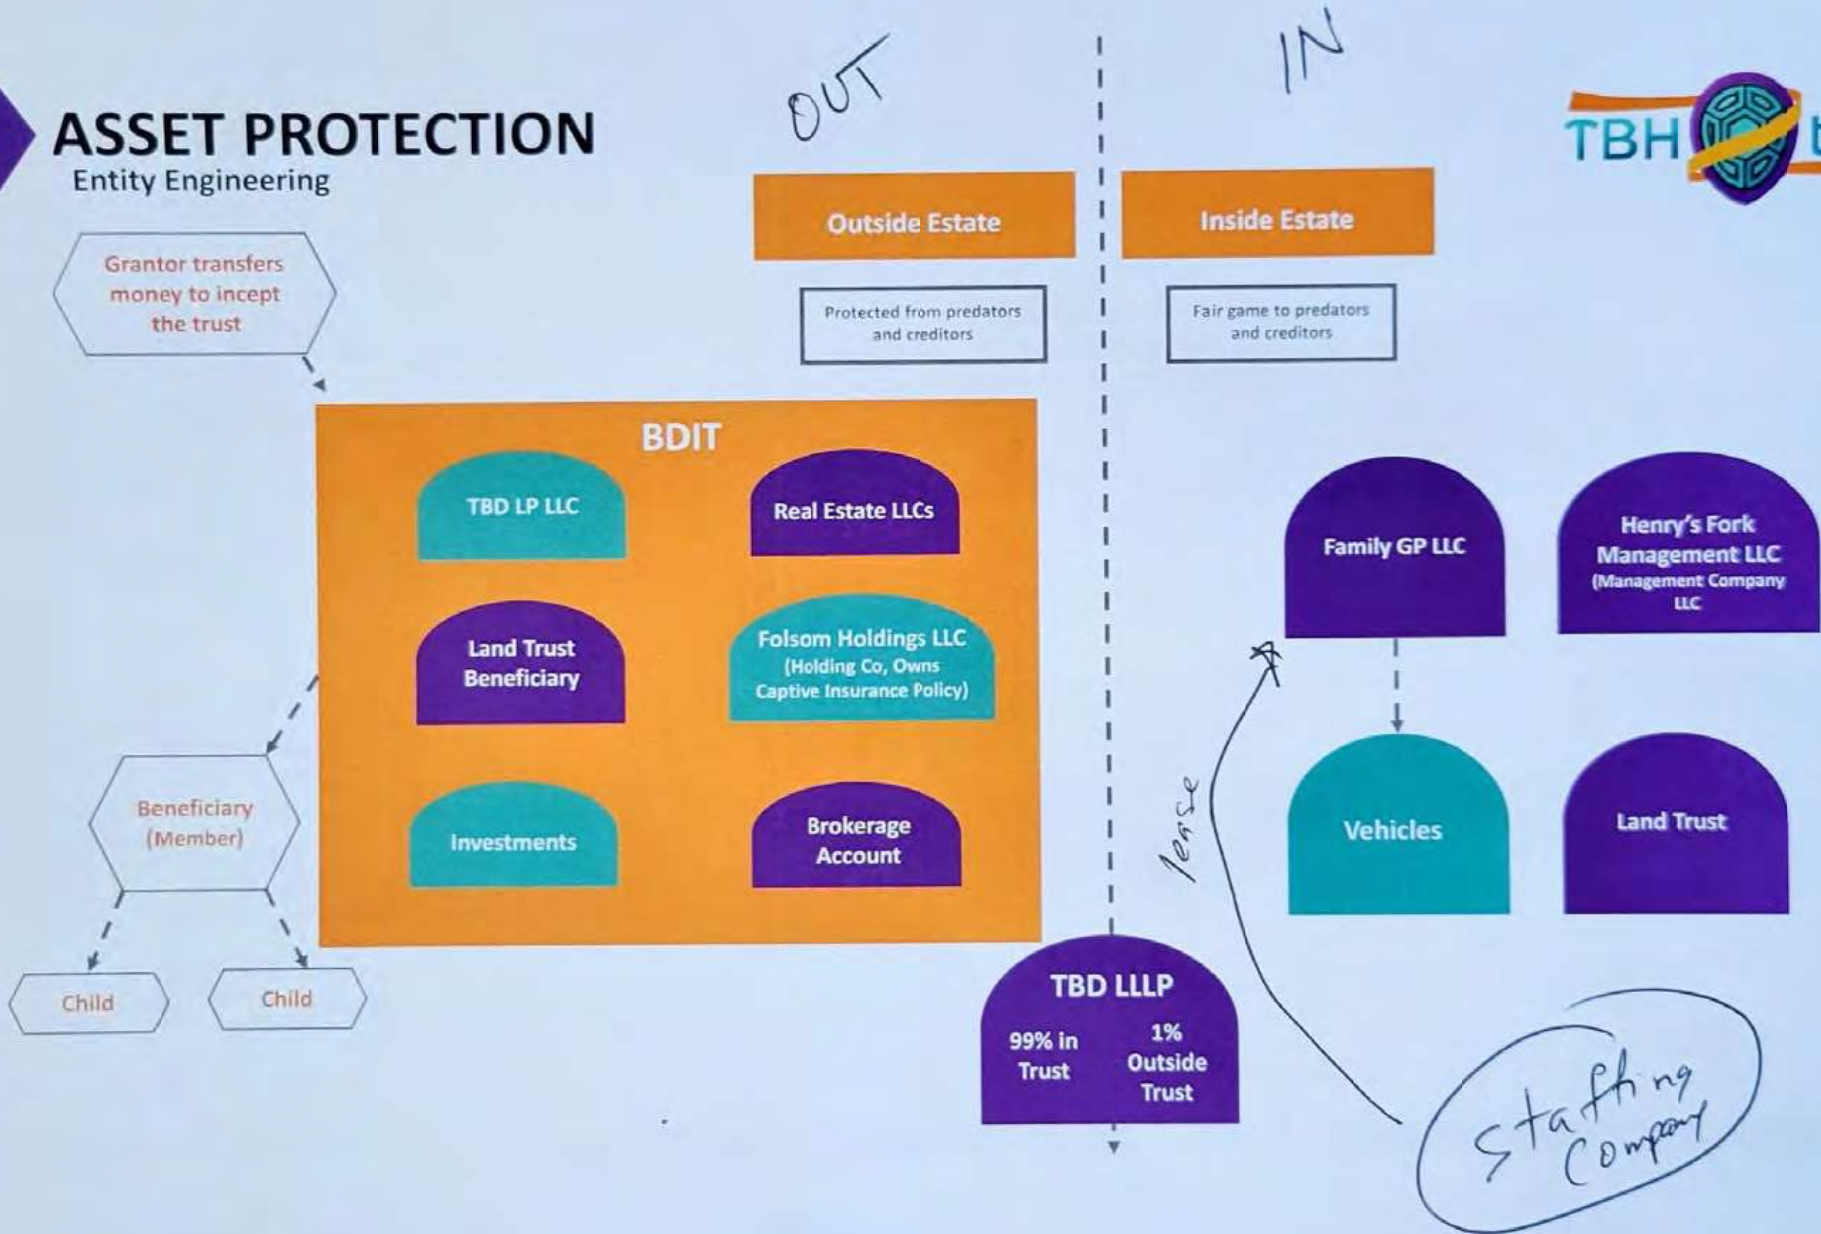 OUT
IN
ASSET PROTECTION
Entity Engineering
TBH
Outside Estate
Inside Estate
Grantor transfers
money to incept
the trust
Protected from predators
and creditors
Fair game to predators
and creditors
BDIT
TBD LP LLC
Real Estate LLCs
Family GP LLC
Henry's Fork
Management LLC
(Management Company
LLC
Land Trust
Beneficiary
Folsom Holdings LLC
(Holding Co, Owns
Captive Insurance Policy)
Beneficiary
(Member)
Investments
Brokerage
Account
lease
Vehicles
Land Trust
Child
Child
TBD LLLP
99% in
Trust
1%
Outside
Trust
Staffing
Company